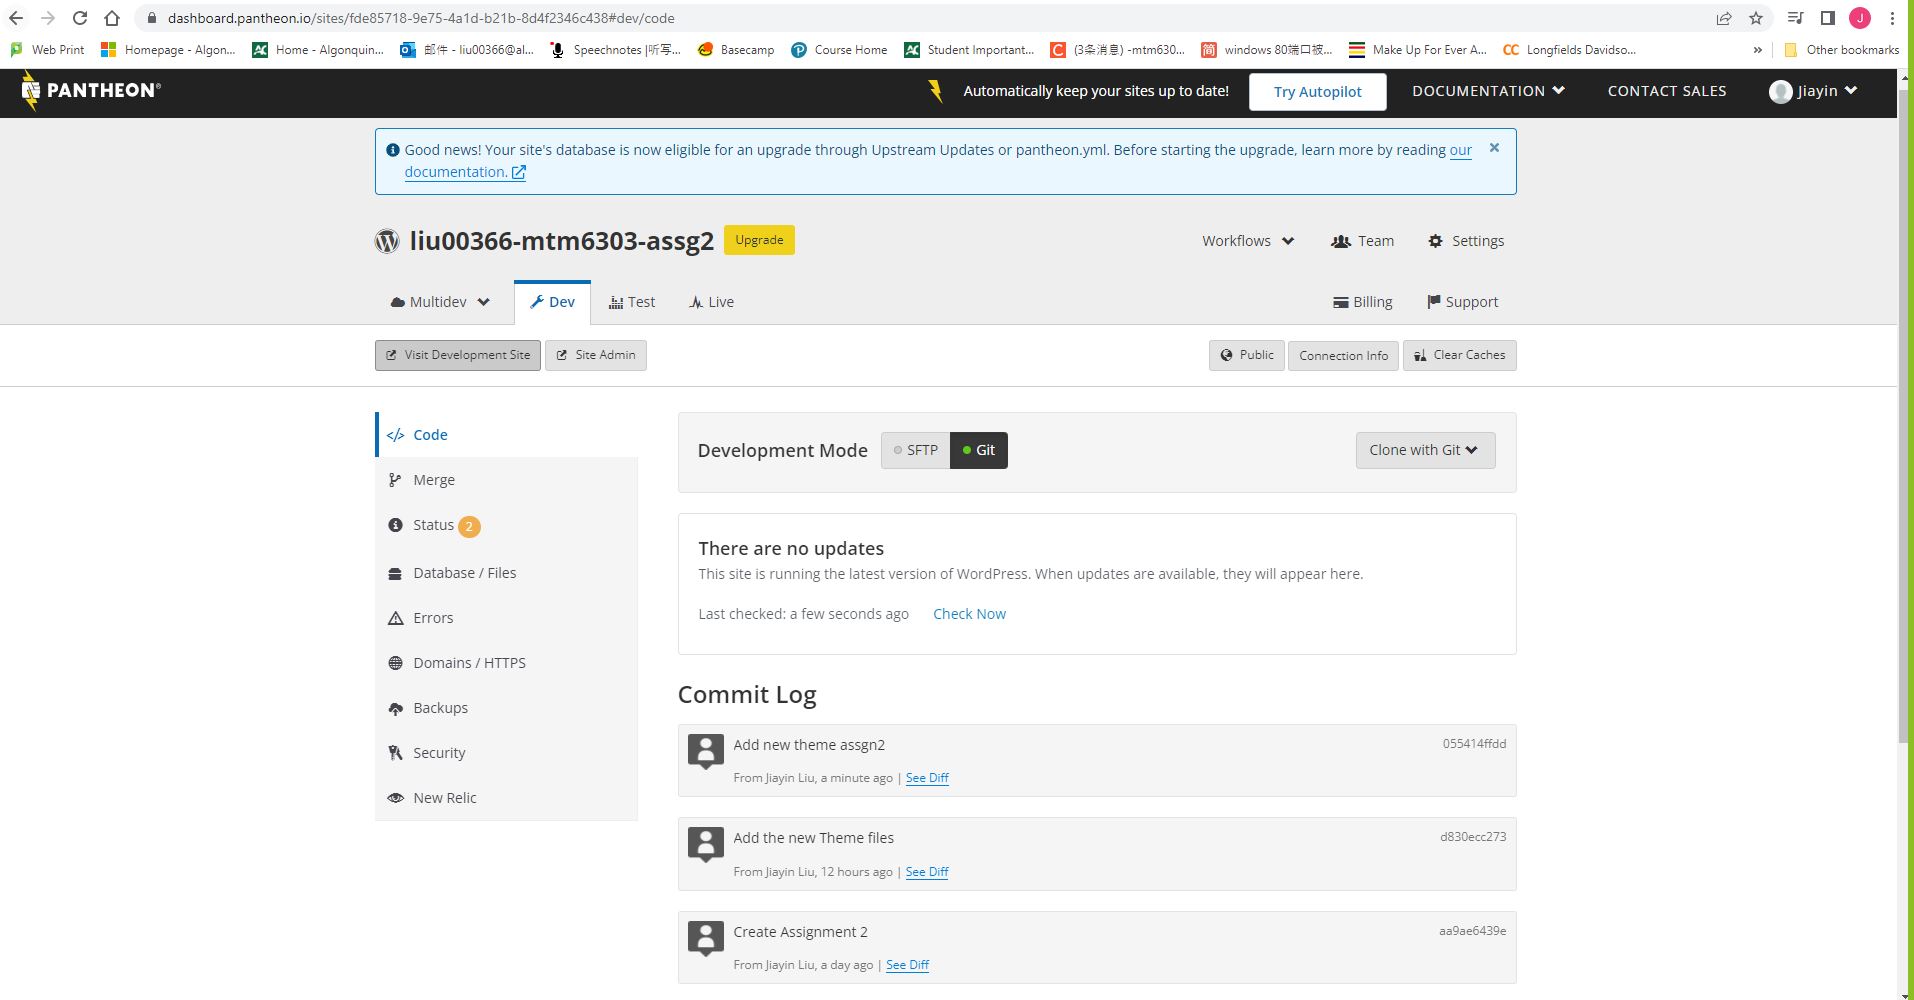 dashboard.pantheon.io/sites/fde85718-9e75-4a1d-b21b-8d4f2346c438#dev/code
J
Web Print
Homepage - Algon...
Home - Algonquin...
邮件 - liu00366@al...
Speechnotes |听写...
Basecamp
Course Home
Student Important...
(3条消息) -mtm630...
windows 80端口被...
Make Up For Ever A...
Longfields Davidso...
»
Other bookmarks
PANTHEON®
Automatically keep your sites up to date!
Try Autopilot
DOCUMENTATION
CONTACT SALES
Jiayin
Good news! Your site's database is now eligible for an upgrade through Upstream Updates or pantheon.yml. Before starting the upgrade, learn more by reading our
documentation.
liu00366-mtm6303-assg2
Upgrade
Workflows
Team
Settings
Multidev
Dev
Test
Live
Billing
Support
Visit Development Site
Site Admin
Public
Connection Info
Clear Caches
</> Code
Merge
Status 2
Database / Files
Errors
Domains / HTTPS
Backups
Security
New Relic
Development Mode
SFTP
Git
Clone with Git
There are no updates
This site is running the latest version of WordPress. When updates are available, they will appear here.
Last checked: a few seconds ago
Check Now
Commit Log
Add new theme assgn2
055414ffdd
From Jiayin Liu, a minute ago | See Diff
Add the new Theme files
d830ecc273
From Jiayin Liu, 12 hours ago | See Diff
Create Assignment 2
aa9ae6439e
From Jiayin Liu, a day ago | See Diff